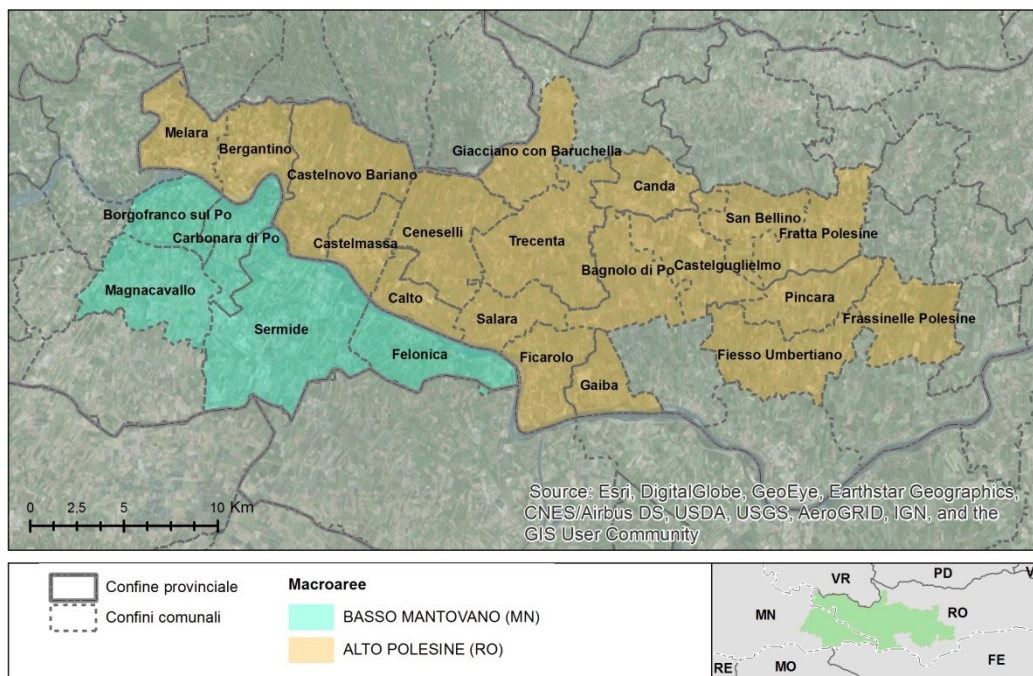 Melara
Bergantino
Giacciano con Baruchella
Castelnovo Bariano
Canda
Borgofranco sul Po
San Bellino
Carbonara di Po
Castelmassa
Ceneselli
Trecenta
Fratta Polesine
Bagnolo di Po
Castelguglielmo
Magnacavallo
Calto
Pincara
Salara
Sermide
Frassinelle Polesine
Felonica
Ficarolo
Fiesso Umbertiano
Gaiba
0 2,5 5 10 Km
Source: Esri, DigitalGlobe, GeoEye, Earthstar Geographics,
CNES/Airbus DS, USDA, USGS, AeroGRID, IGN, and the
GIS User Community
Confine provinciale
Confini comunali
Macroaree
BASSO MANTOVANO (MN)
ALTO POLESINE (RO)
VR PD V
MN RO
RE MO FE